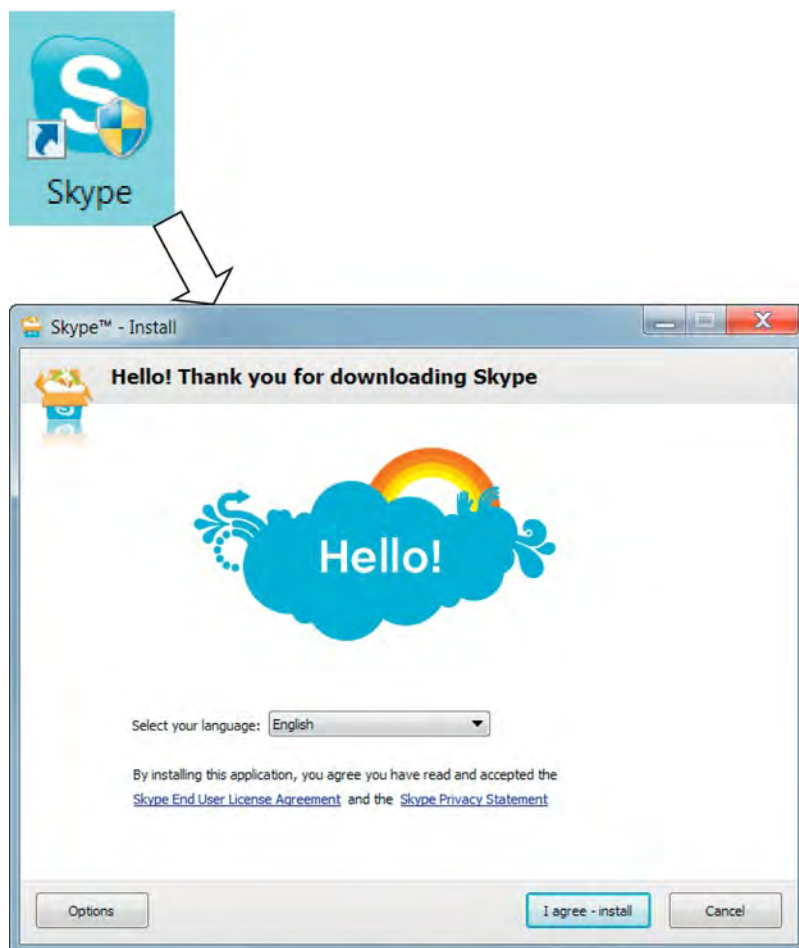 S
Skype
Skype™ - Install
Hello! Thank you for downloading Skype
S
Hello!
Select your language: English
By installing this application, you agree you have read and accepted the
Skype End User License Agreement and the Skype Privacy Statement
Options
I agree - install
Cancel